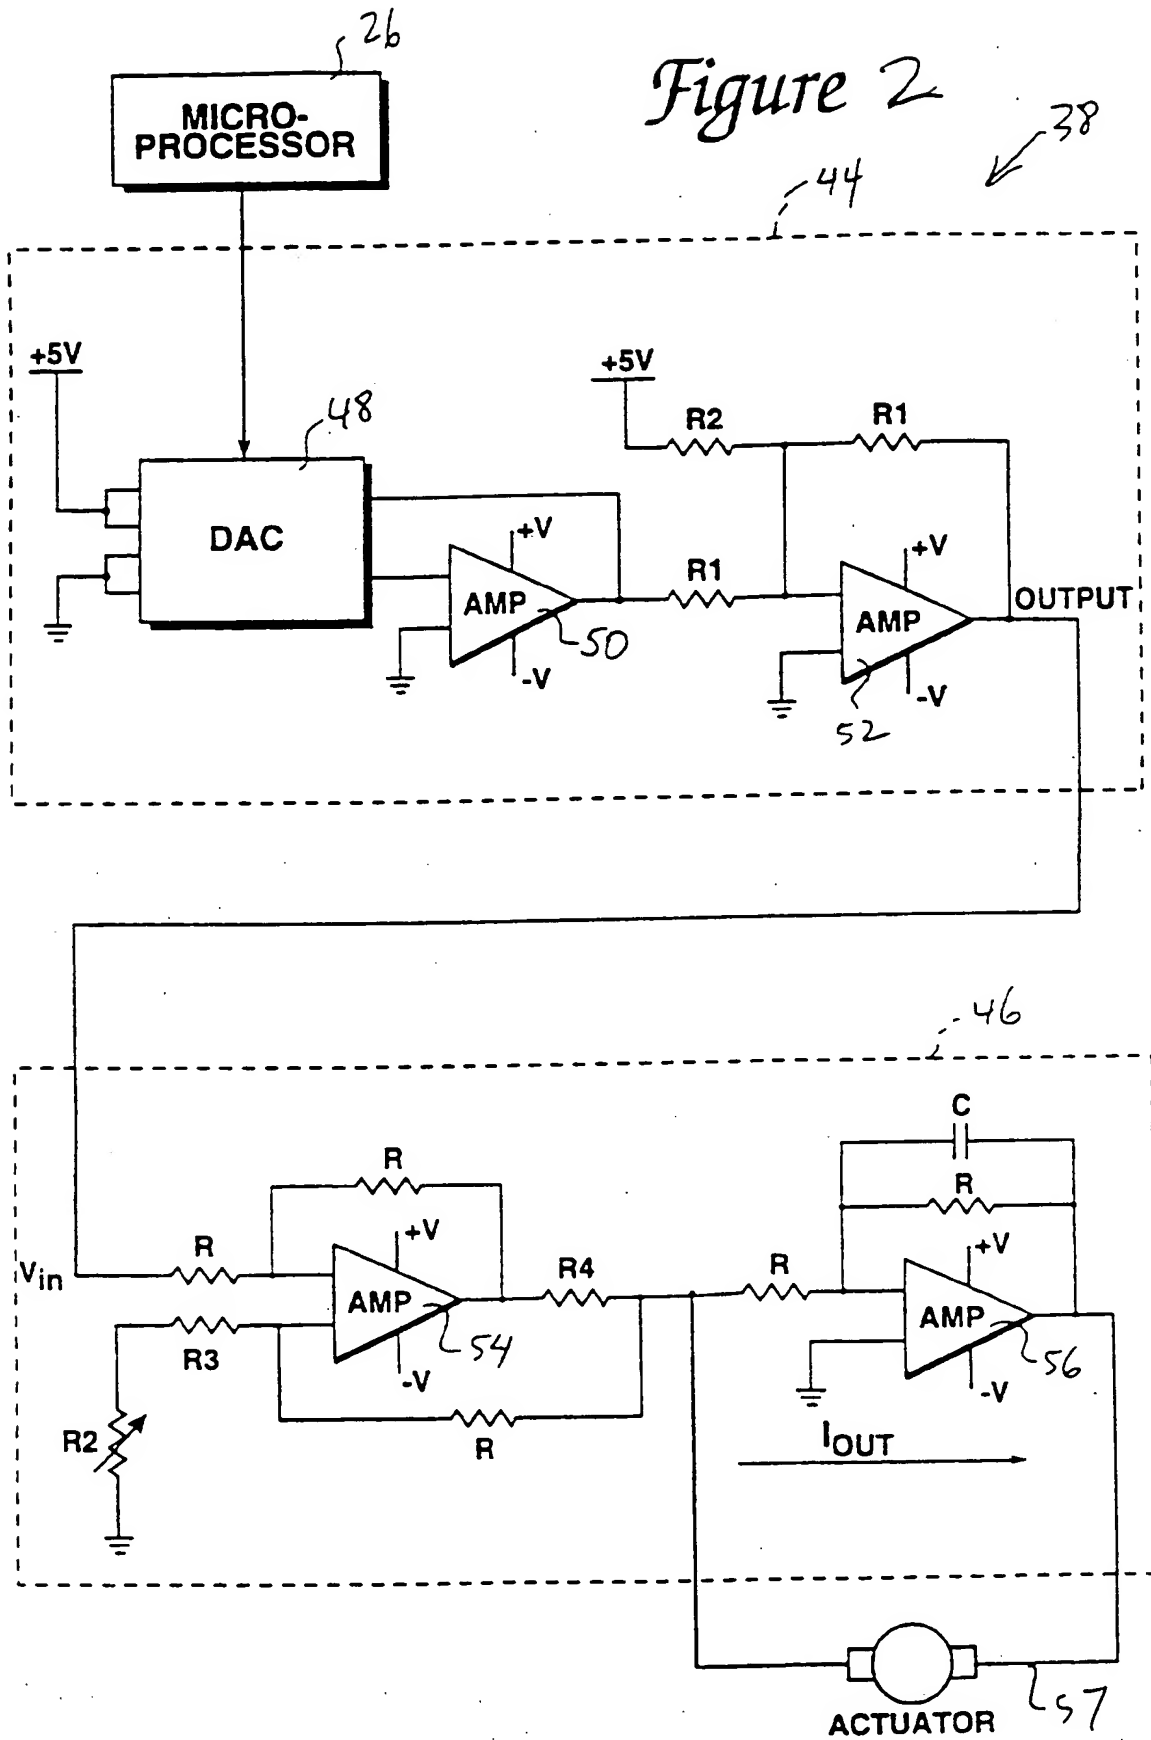 26
Figure 2
MICRO-
PROCESSOR
38
44
+5V
+5V
R2
R1
48
DAC
+V
AMP
50
-V
R1
+V
AMP
52
-V
OUTPUT
46
C
R
R
+V
+V
Vin
R
R4
R
AMP
54
AMP
56
R3
-V
-V
R2
R
IOUT
57
ACTUATOR